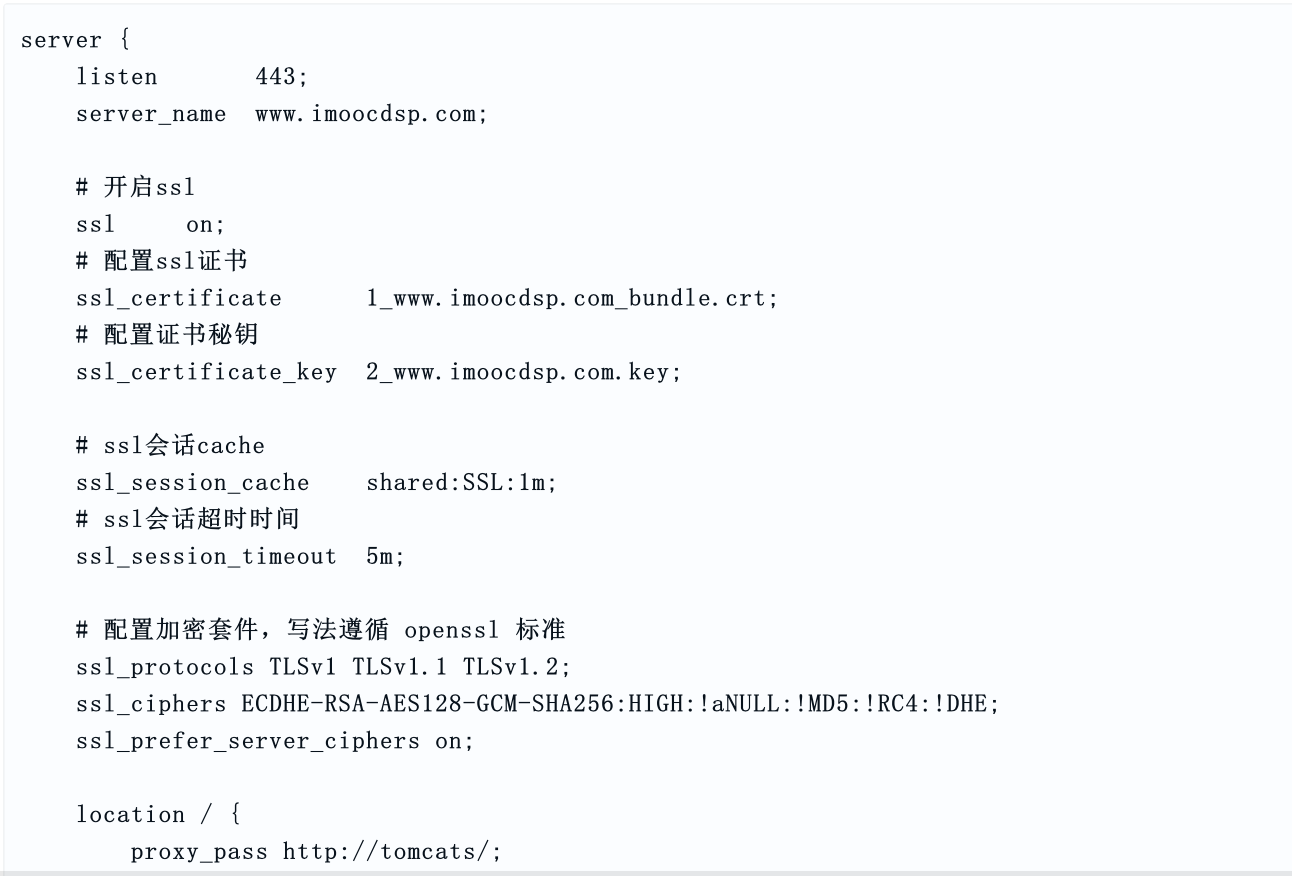 server {
    listen       443;
    server_name  www.imoocdsp.com;

    # 开启ssl
    ssl     on;
    # 配置ssl证书
    ssl_certificate      1_www.imoocdsp.com_bundle.crt;
    # 配置证书秘钥
    ssl_certificate_key  2_www.imoocdsp.com.key;

    # ssl会话cache
    ssl_session_cache    shared:SSL:1m;
    # ssl会话超时时间
    ssl_session_timeout  5m;

    # 配置加密套件，写法遵循 openssl 标准
    ssl_protocols TLSv1 TLSv1.1 TLSv1.2;
    ssl_ciphers ECDHE-RSA-AES128-GCM-SHA256:HIGH:!aNULL:!MD5:!RC4:!DHE;
    ssl_prefer_server_ciphers on;

    location / {
        proxy_pass http://tomcats/;